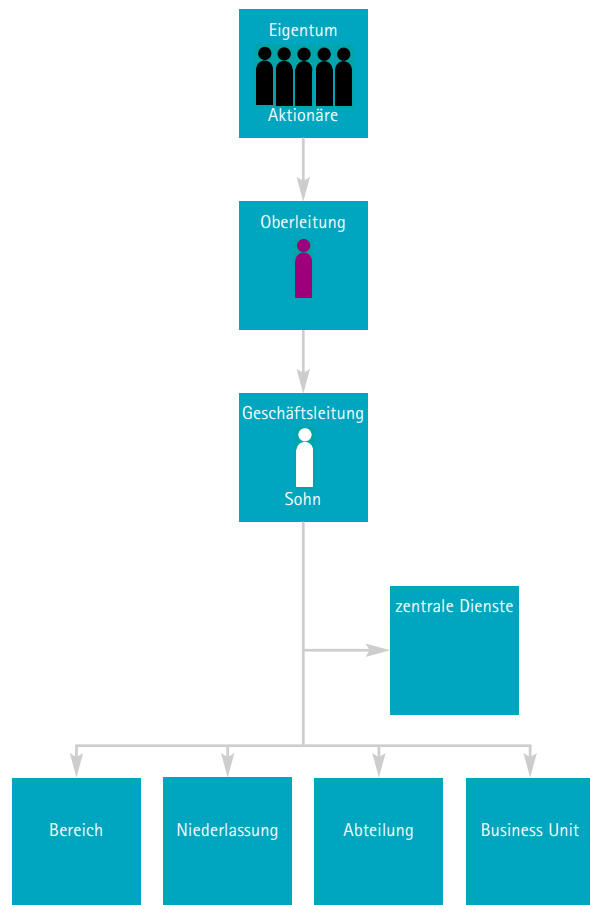 Eigentum
Aktionäre
Oberleitung
Geschäftsleitung
Sohn
zentrale Dienste
Bereich
Niederlassung
Abteilung
Business Unit